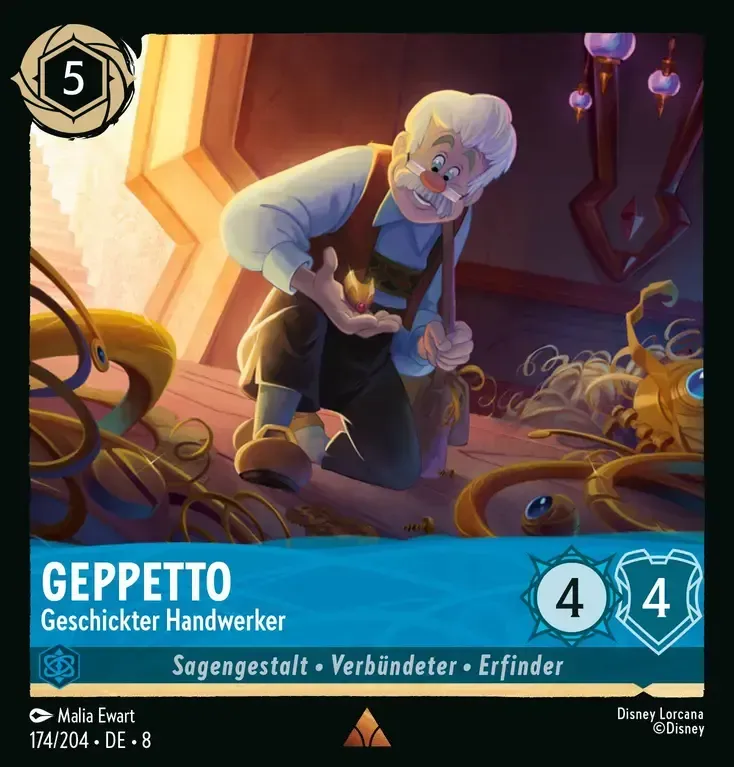 5
GEPPETTO
Geschickter Handwerker
4
4
Sagengestalt • Verbündeter • Erfinder
Malia Ewart
174/204 • DE • 8
Disney Lorcana
©Disney